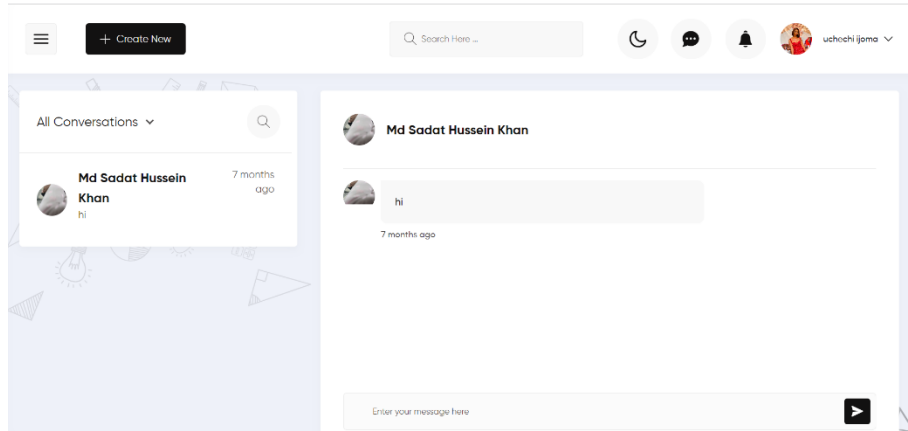 + Create New
Search Here ...
uchechi ijoma
All Conversations
Md Sadat Hussein
Khan
hi
7 months
ago
Md Sadat Hussein Khan
hi
7 months ago
Enter your message here